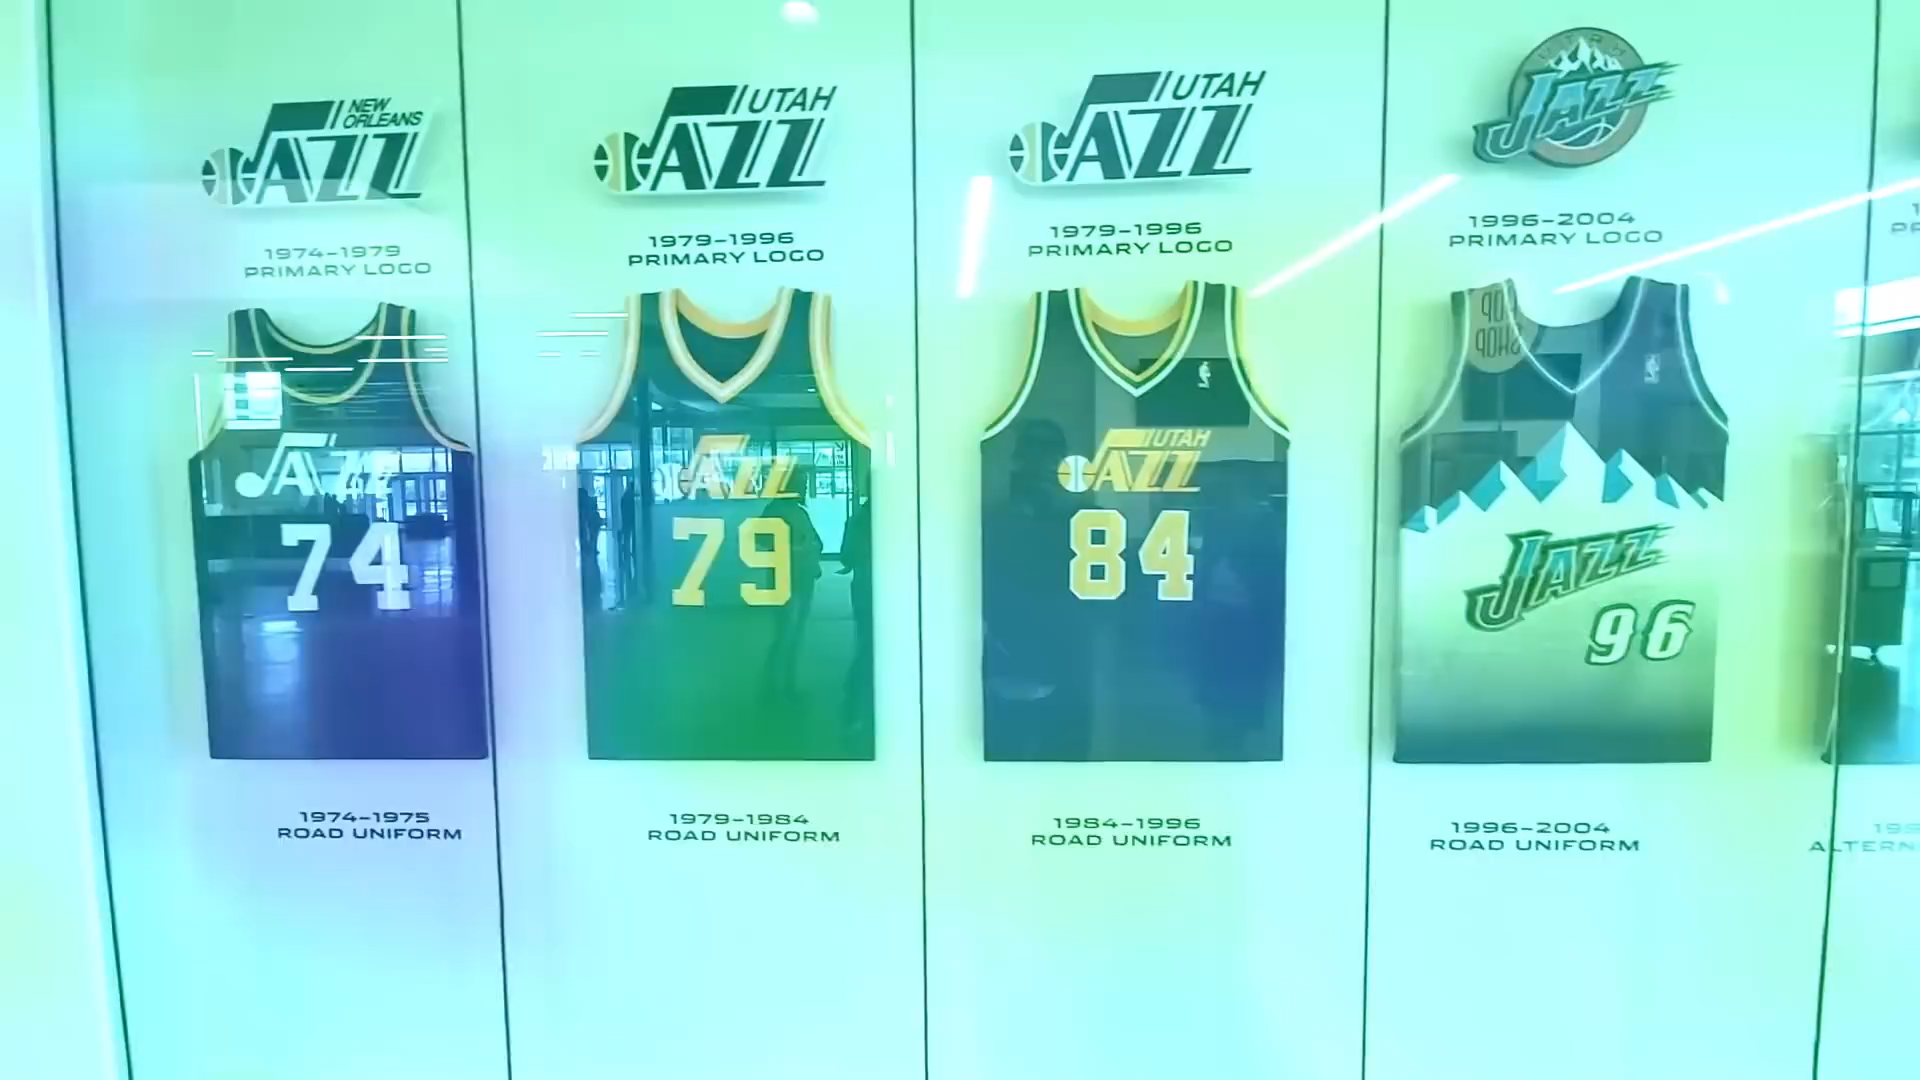 NEW
ORLEANS
JAZZ
1974-1979
PRIMARY LOGO
JAZZ
74
1974-1975
ROAD UNIFORM
UTAH
JAZZ
1979-1996
PRIMARY LOGO
JAZZ
79
1979-1984
ROAD UNIFORM
UTAH
JAZZ
1979-1996
PRIMARY LOGO
UTAH
JAZZ
84
1984-1996
ROAD UNIFORM
UTAH
JAZZ
1996-2004
PRIMARY LOGO
JAZZ
96
1996-2004
ROAD UNIFORM